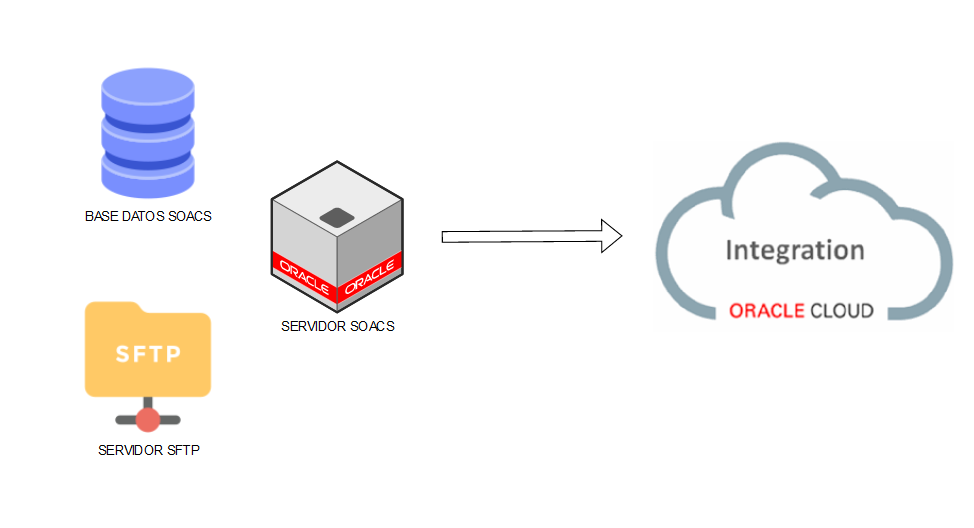 BASE DATOS SOACS
ORACLE ORACLE
SERVIDOR SOACS
SFTP
SERVIDOR SFTP
Integration
ORACLE CLOUD